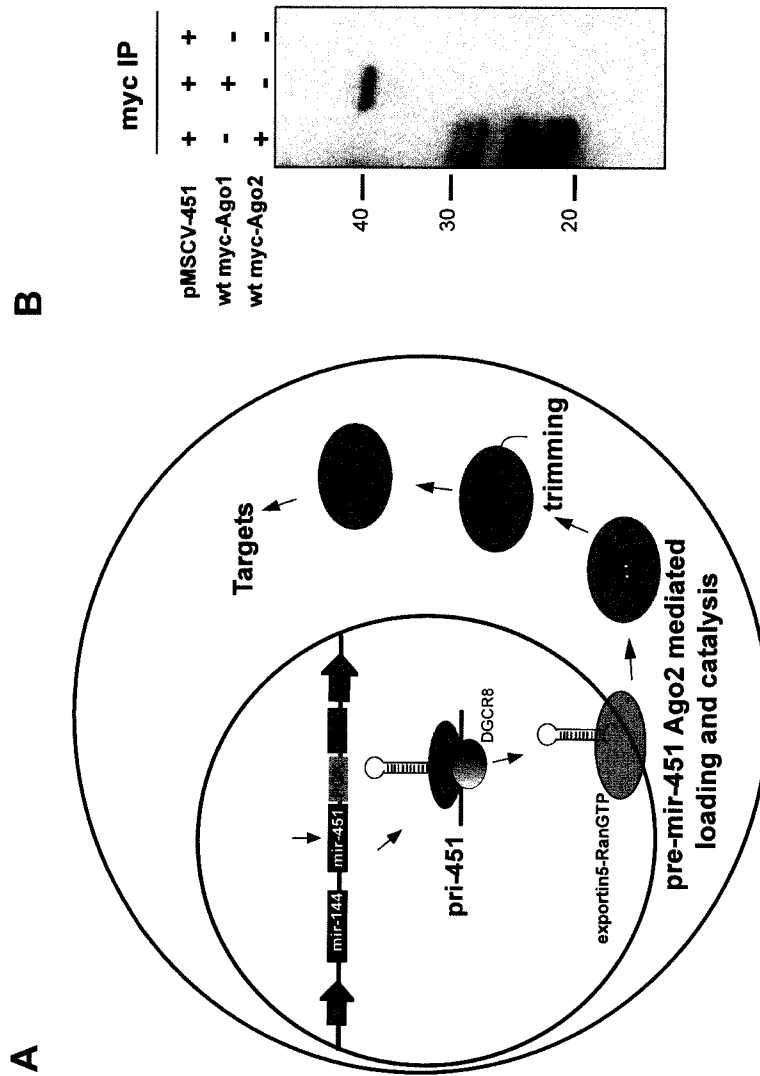 A
mir-144
mir-451
pri-451
DGCR8
exportin5-RanGTP
pre-mir-451 Ago2 mediated
loading and catalysis
trimming
Targets
B
myc IP
pMSCV-451 + + +
wt myc-Ago1 - + -
wt myc-Ago2 + - -
40
30
20